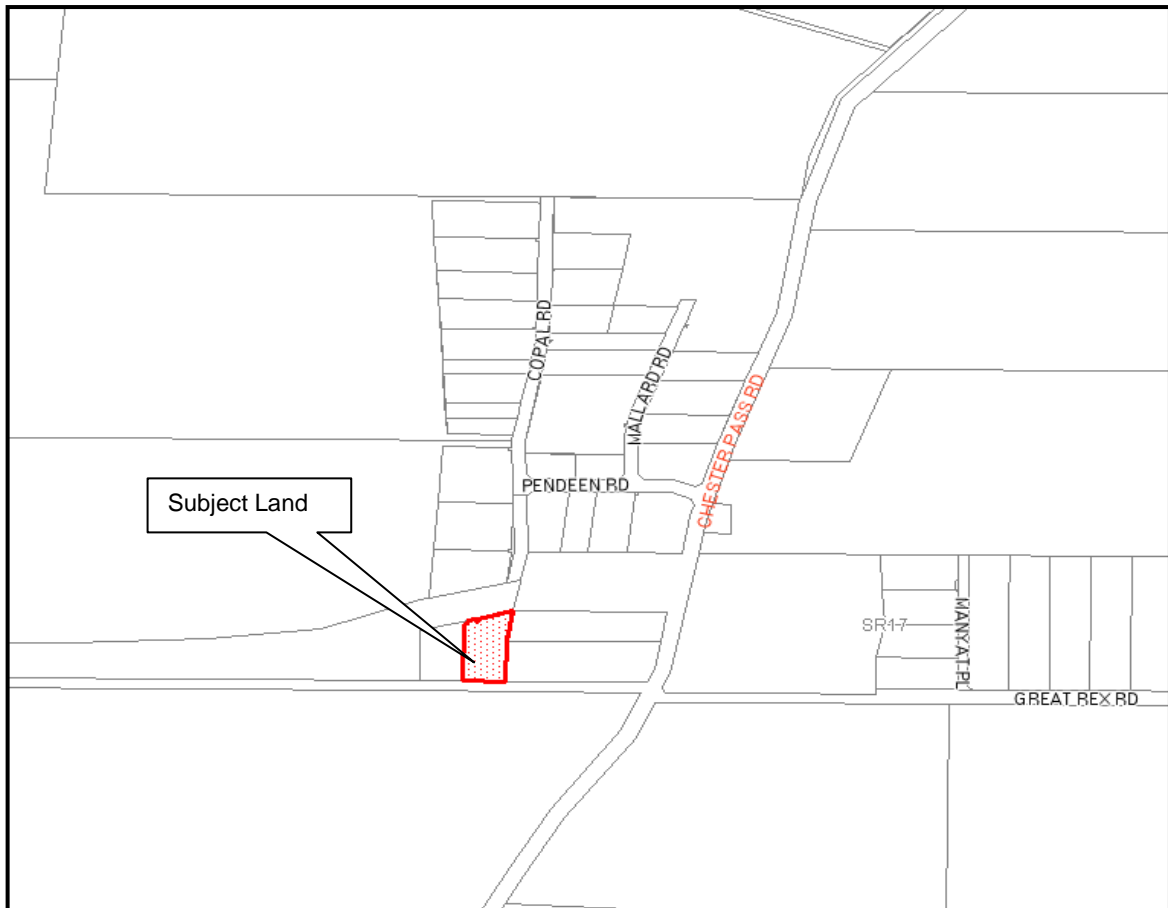 COPAL RD
MALLARD RD
CHESTER PASS RD
PENDEEN RD
Subject Land
SR17
MANYAT PL
GREAT REX RD